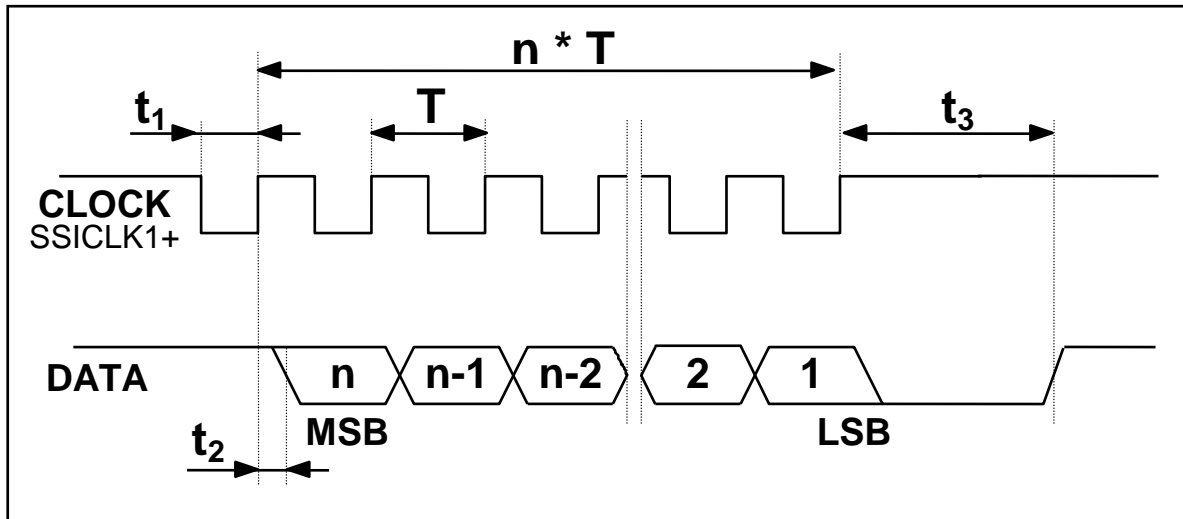 n * T
t1
T
t3
CLOCK
SSICLK1+
DATA
n
n-1
n-2
2
1
MSB
LSB
t2